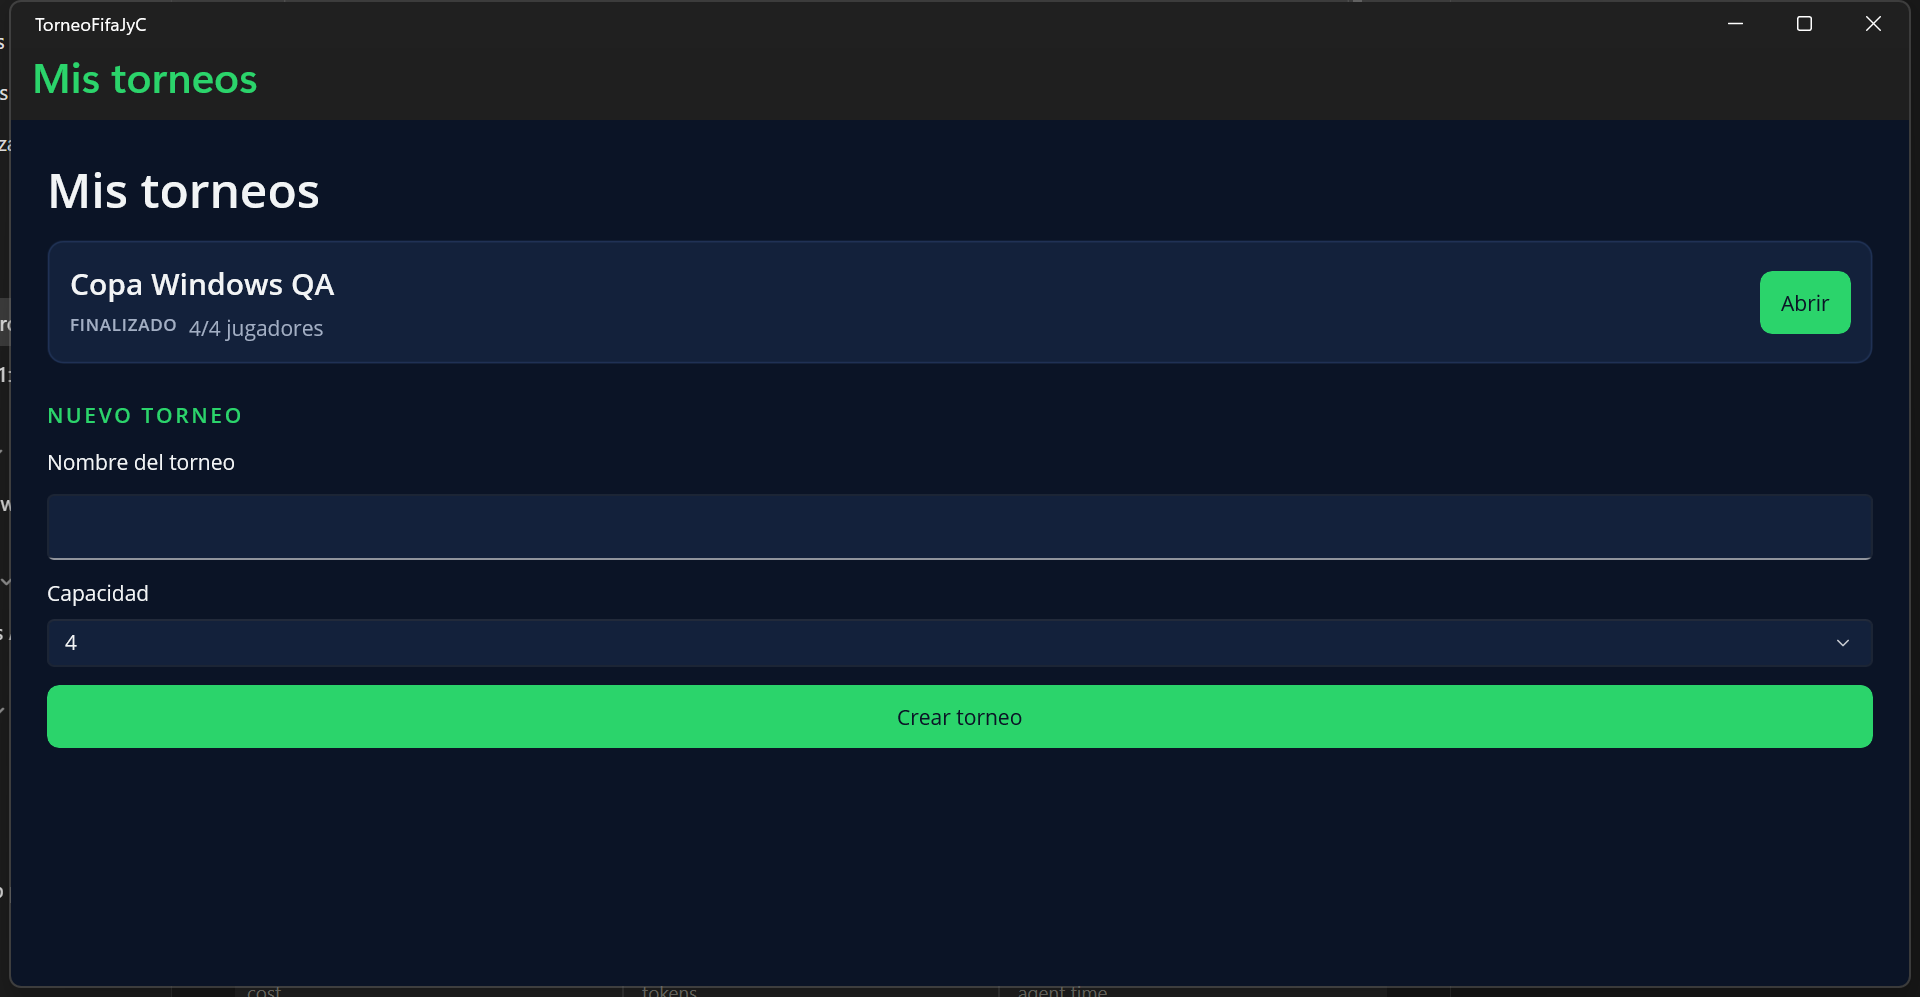 TorneoFifaJyC
Mis torneos
Mis torneos
Copa Windows QA
FINALIZADO 4/4 jugadores
Abrir
NUEVO TORNEO
Nombre del torneo
Capacidad
4
Crear torneo
cost tokens agent time